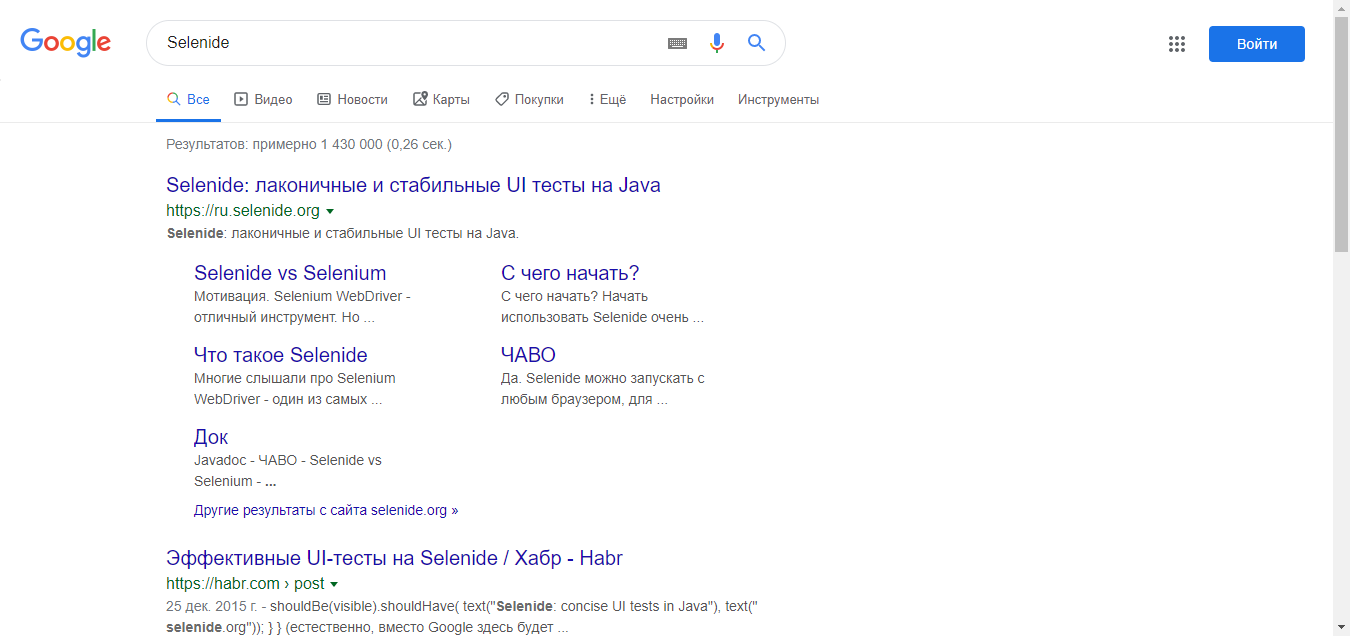 Google
Selenide
Войти
Все Видео Новости Карты Покупки Ещё Настройки Инструменты
Результатов: примерно 1 430 000 (0,26 сек.)
Selenide: лаконичные и стабильные UI тесты на Java
https://ru.selenide.org
Selenide: лаконичные и стабильные UI тесты на Java.
Selenide vs Selenium
Мотивация. Selenium WebDriver -
отличный инструмент. Но ...
С чего начать?
С чего начать? Начать
использовать Selenide очень ...
Что такое Selenide
Многие слышали про Selenium
WebDriver - один из самых ...
ЧАВО
Да. Selenide можно запускать с
любым браузером, для ...
Док
Javadoc - ЧАВО - Selenide vs
Selenium - ...
Другие результаты с сайта selenide.org »
Эффективные UI-тесты на Selenide / Хабр - Habr
https://habr.com › post
25 дек. 2015 г. - shouldBe(visible).shouldHave( text("Selenide: concise UI tests in Java"), text("
selenide.org")); } } (естественно, вместо Google здесь будет ...